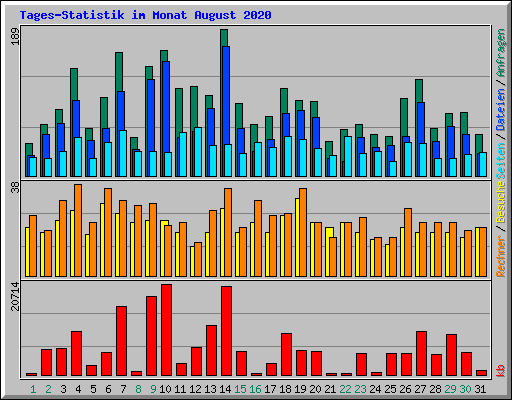 Tages-Statistik im Monat August 2020
189
38
20714
Rechner / Besuche Seiten / Dateien / Anfragen
kb
1 2 3 4 5 6 7 8 9 10 11 12 13 14 15 16 17 18 19 20 21 22 23 24 25 26 27 28 29 30 31